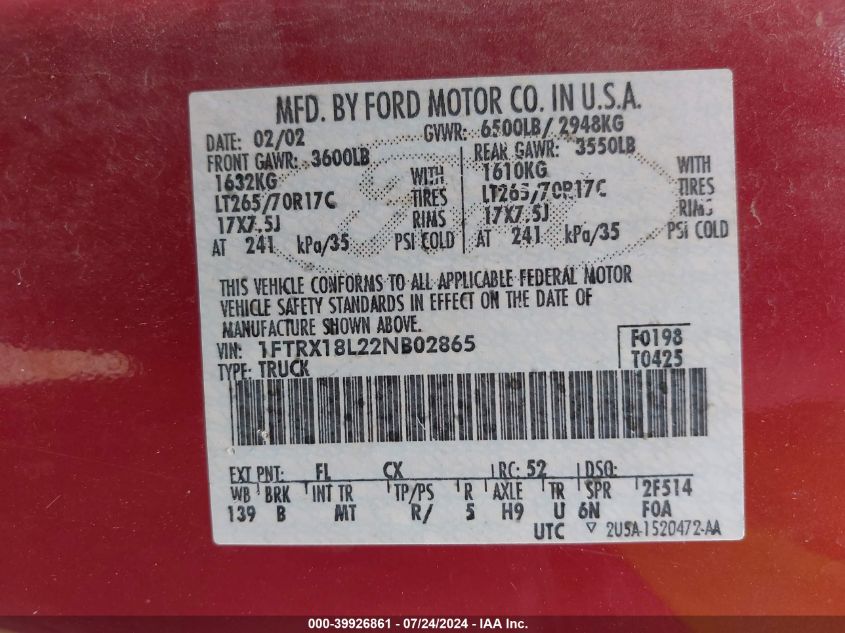 MFD. BY FORD MOTOR CO. IN U.S.A.
DATE: 02/02 GVWR: 6500LB/ 2948KG
FRONT GAWR: 3600LB REAR GAWR: 3550LB
1632KG WITH 1610KG WITH
LT265/70R17C TIRES LT265/70R17C TIRES
17X7.5J RIMS 17X7.5J RIMS
AT 241 kPa/35 PSI COLD AT 241 kPa/35 PSI COLD
THIS VEHICLE CONFORMS TO ALL APPLICABLE FEDERAL MOTOR
VEHICLE SAFETY STANDARDS IN EFFECT ON THE DATE OF
MANUFACTURE SHOWN ABOVE.
VIN: 1FTRX18L22NB02865 F0198
TYPE: TRUCK T0425
EXT PNT: FL CX RC: 52 DSO:
WB BRK INT TR TP/PS R AXLE TR SPR 2F514
139 B MT R/ 5 H9 U 6N F0A
UTC ▽ 2U5A-1520472-AA
000-39926861 / 07/24/2024 - IAA Inc.